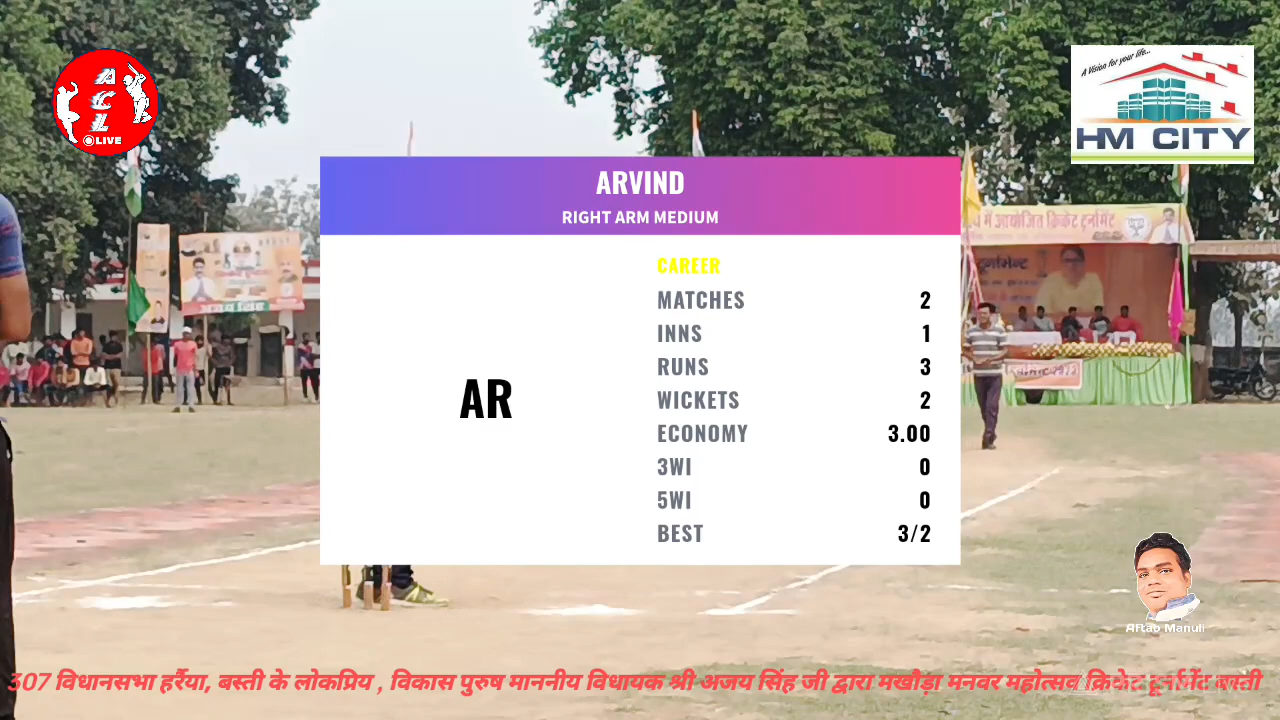 ACL
LIVE
A Vision for your life...
HM CITY
ARVIND
RIGHT ARM MEDIUM
CAREER
MATCHES 2
INNS 1
RUNS 3
WICKETS 2
ECONOMY 3.00
3WI 0
5WI 0
BEST 3/2
AR
में आयोजित क्रिकेट टूर्नामेंट
Aftab Manuli
307 विधानसभा हर्रैया, बस्ती के लोकप्रिय , विकास पुरुष माननीय विधायक श्री अजय सिंह जी द्वारा मखौड़ा मनवर महोत्सव क्रिकेट टूर्नामेंट बस्ती